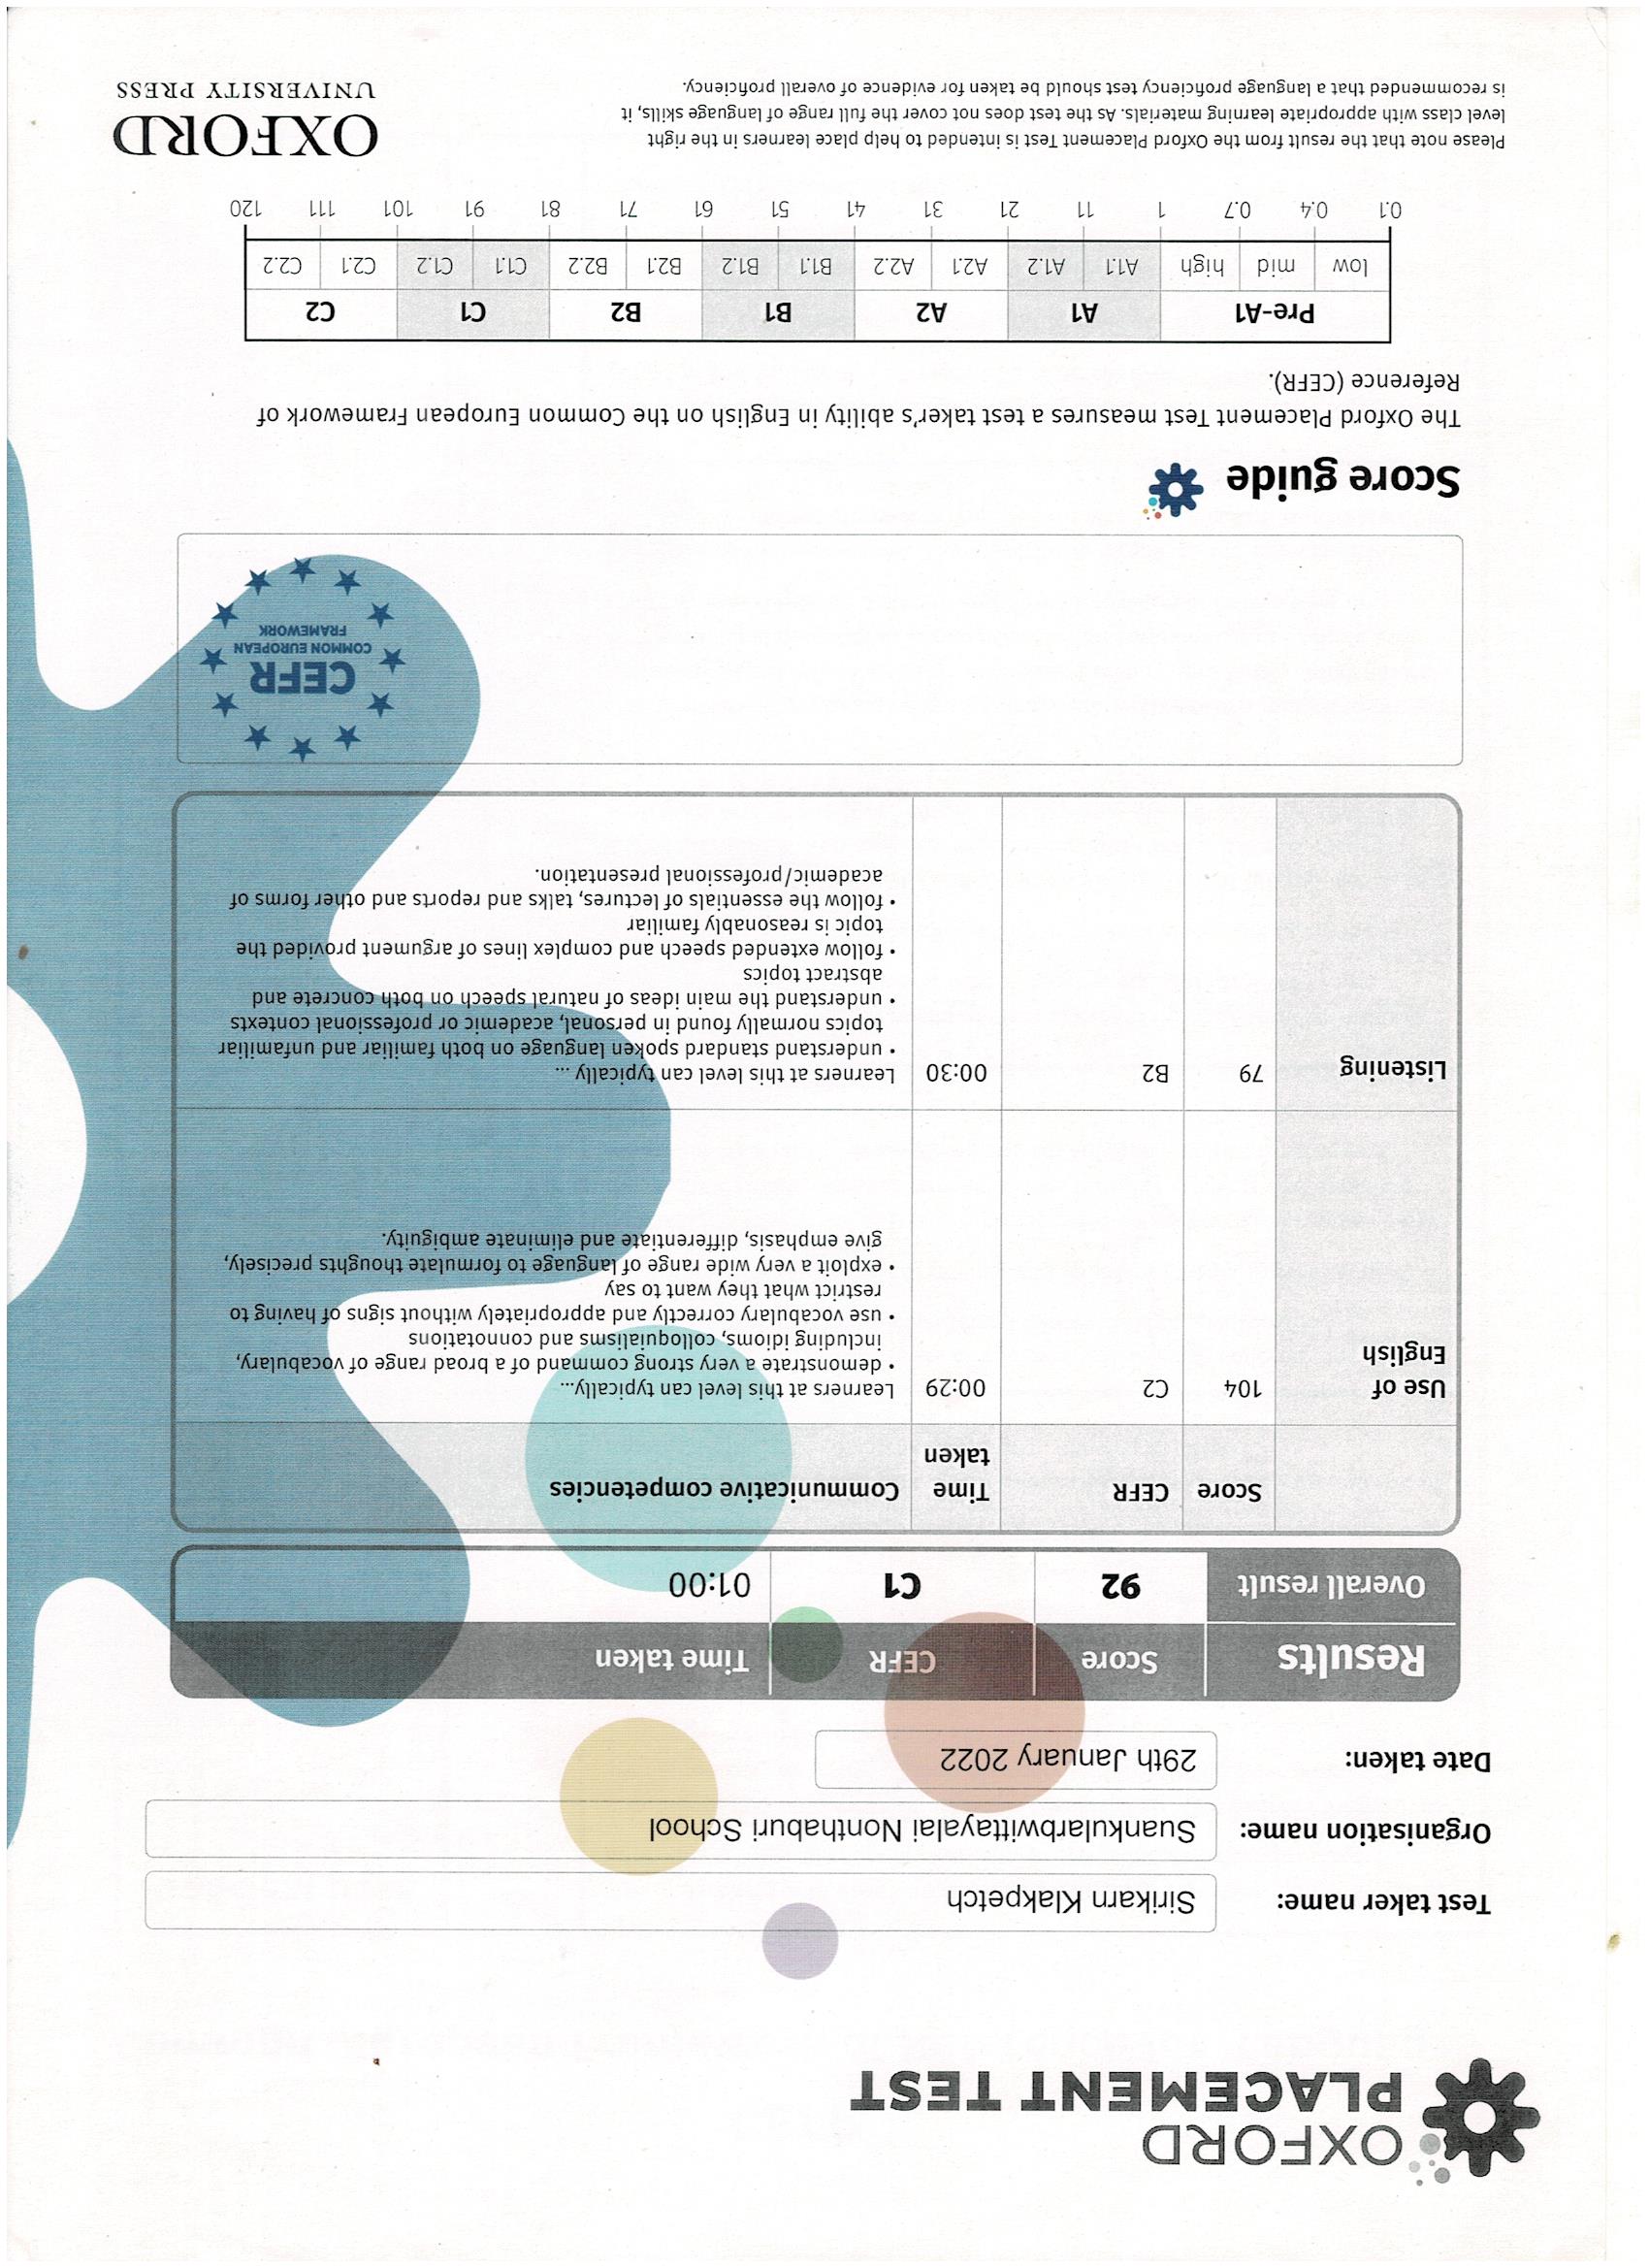 OXFORD
PLACEMENT TEST
Test taker name: Sirikarn Klakpetch
Organisation name: Suankularbwittayalai Nonthaburi School
Date taken: 29th January 2022
Results Score CEFR Time taken
Overall result 92 C1 01:00
Score CEFR Time Communicative competencies
taken
Use of 104 C2 00:29 Learners at this level can typically...
English
• demonstrate a very strong command of a broad range of vocabulary,
including idioms, colloquialisms and connotations
• use vocabulary correctly and appropriately without signs of having to
restrict what they want to say
• exploit a very wide range of language to formulate thoughts precisely,
give emphasis, differentiate and eliminate ambiguity.
Listening 79 B2 00:30 Learners at this level can typically ...
• understand standard spoken language on both familiar and unfamiliar
topics normally found in personal, academic or professional contexts
• understand the main ideas of natural speech on both concrete and
abstract topics
• follow extended speech and complex lines of argument provided the
topic is reasonably familiar
• follow the essentials of lectures, talks and reports and other forms of
academic/professional presentation.
CEFR
COMMON EUROPEAN
FRAMEWORK
Score guide
The Oxford Placement Test measures a test taker's ability in English on the Common European Framework of
Reference (CEFR).
Pre-A1 A1 A2 B1 B2 C1 C2
low mid high A1.1 A1.2 A2.1 A2.2 B1.1 B1.2 B2.1 B2.2 C1.1 C1.2 C2.1 C2.2
0.1 0.4 0.7 1 11 21 31 41 51 61 71 81 91 101 111 120
Please note that the result from the Oxford Placement Test is intended to help place learners in the right
level class with appropriate learning materials. As the test does not cover the full range of language skills, it
is recommended that a language proficiency test should be taken for evidence of overall proficiency.
OXFORD
UNIVERSITY PRESS